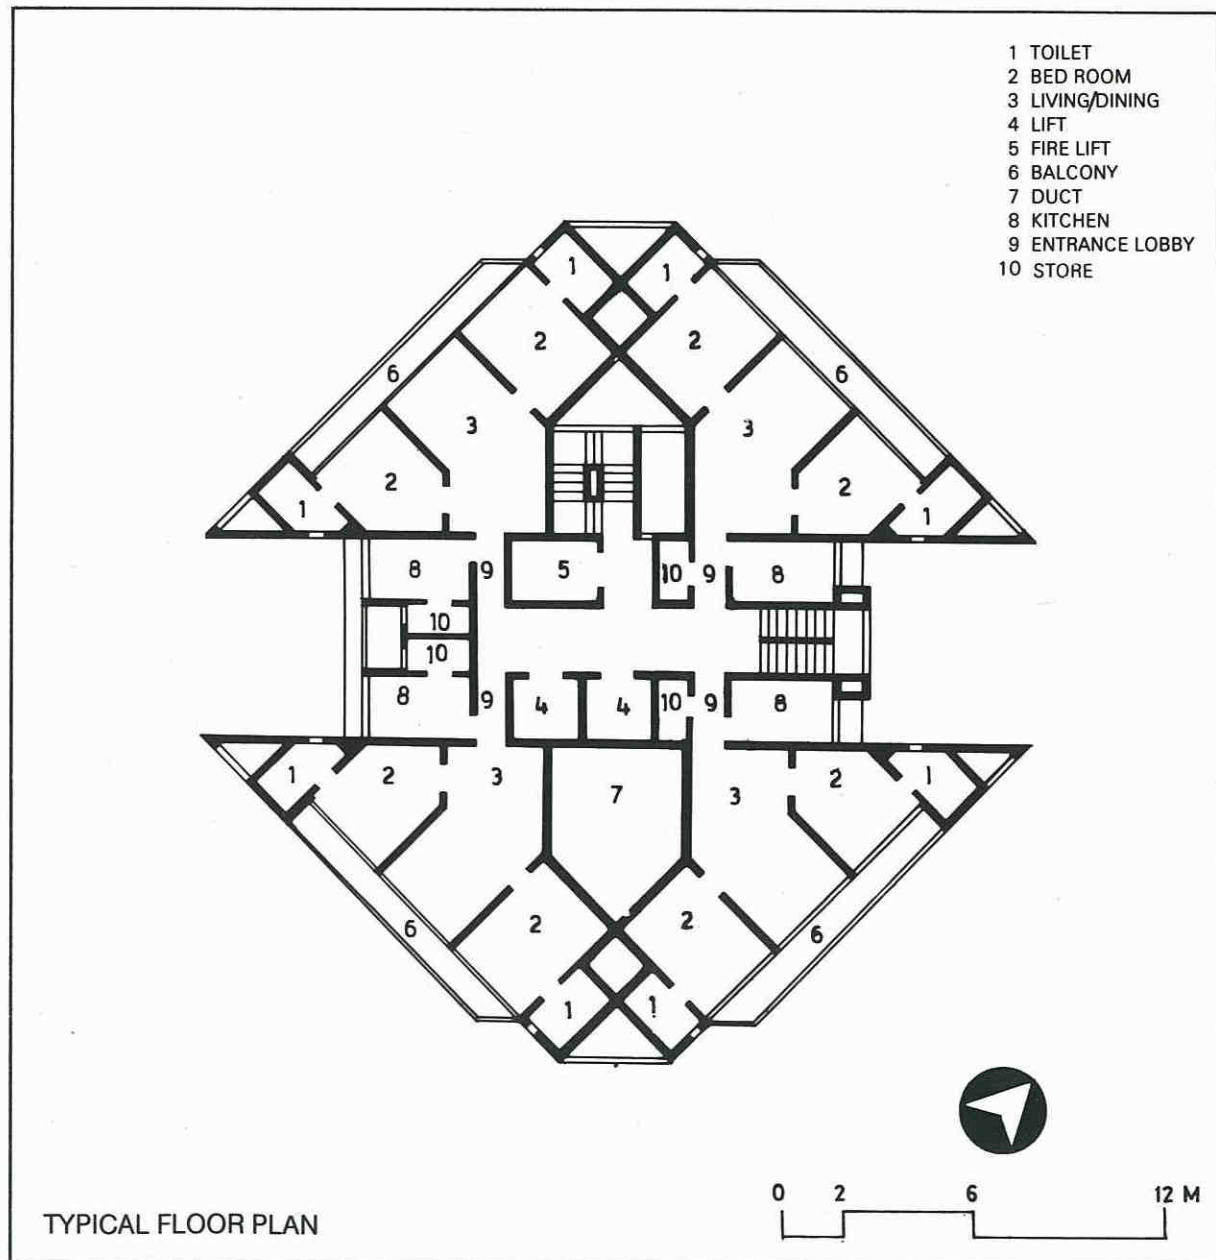 1 TOILET
2 BED ROOM
3 LIVING/DINING
4 LIFT
5 FIRE LIFT
6 BALCONY
7 DUCT
8 KITCHEN
9 ENTRANCE LOBBY
10 STORE
1 1
2 2
6 6
3 3
2 2
1 1
8 9 5 10 9 8
10
10
8 9 4 4 10 9 8
1 2 3 7 3 2 1
6 2 2 6
1 1
0 2 6 12 M
TYPICAL FLOOR PLAN